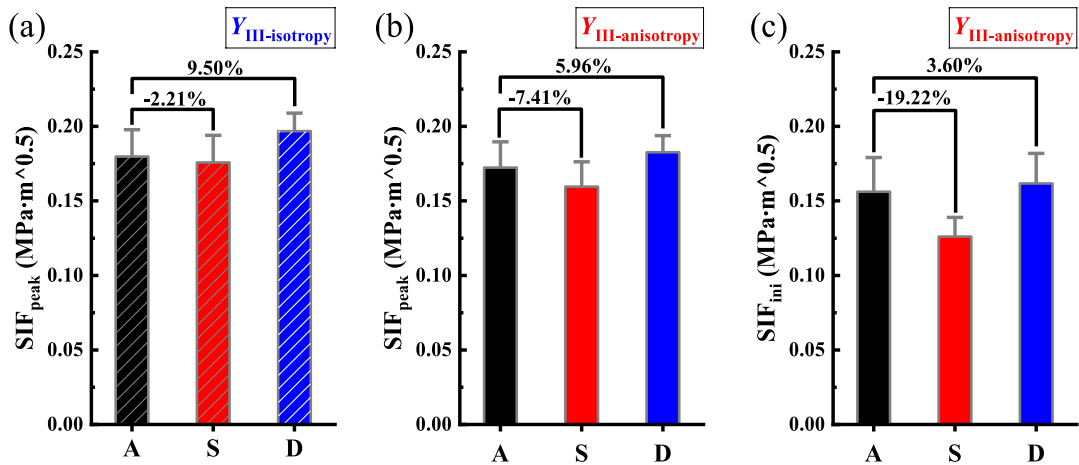 (a)
Y_III-isotropy
SIF_peak (MPa·m^0.5)
0.25
0.20
0.15
0.10
0.05
0.00
9.50%
-2.21%
A S D
(b)
Y_III-anisotropy
SIF_peak (MPa·m^0.5)
0.25
0.20
0.15
0.10
0.05
0.00
5.96%
-7.41%
A S D
(c)
Y_III-anisotropy
SIF_ini (MPa·m^0.5)
0.25
0.20
0.15
0.10
0.05
0.00
3.60%
-19.22%
A S D